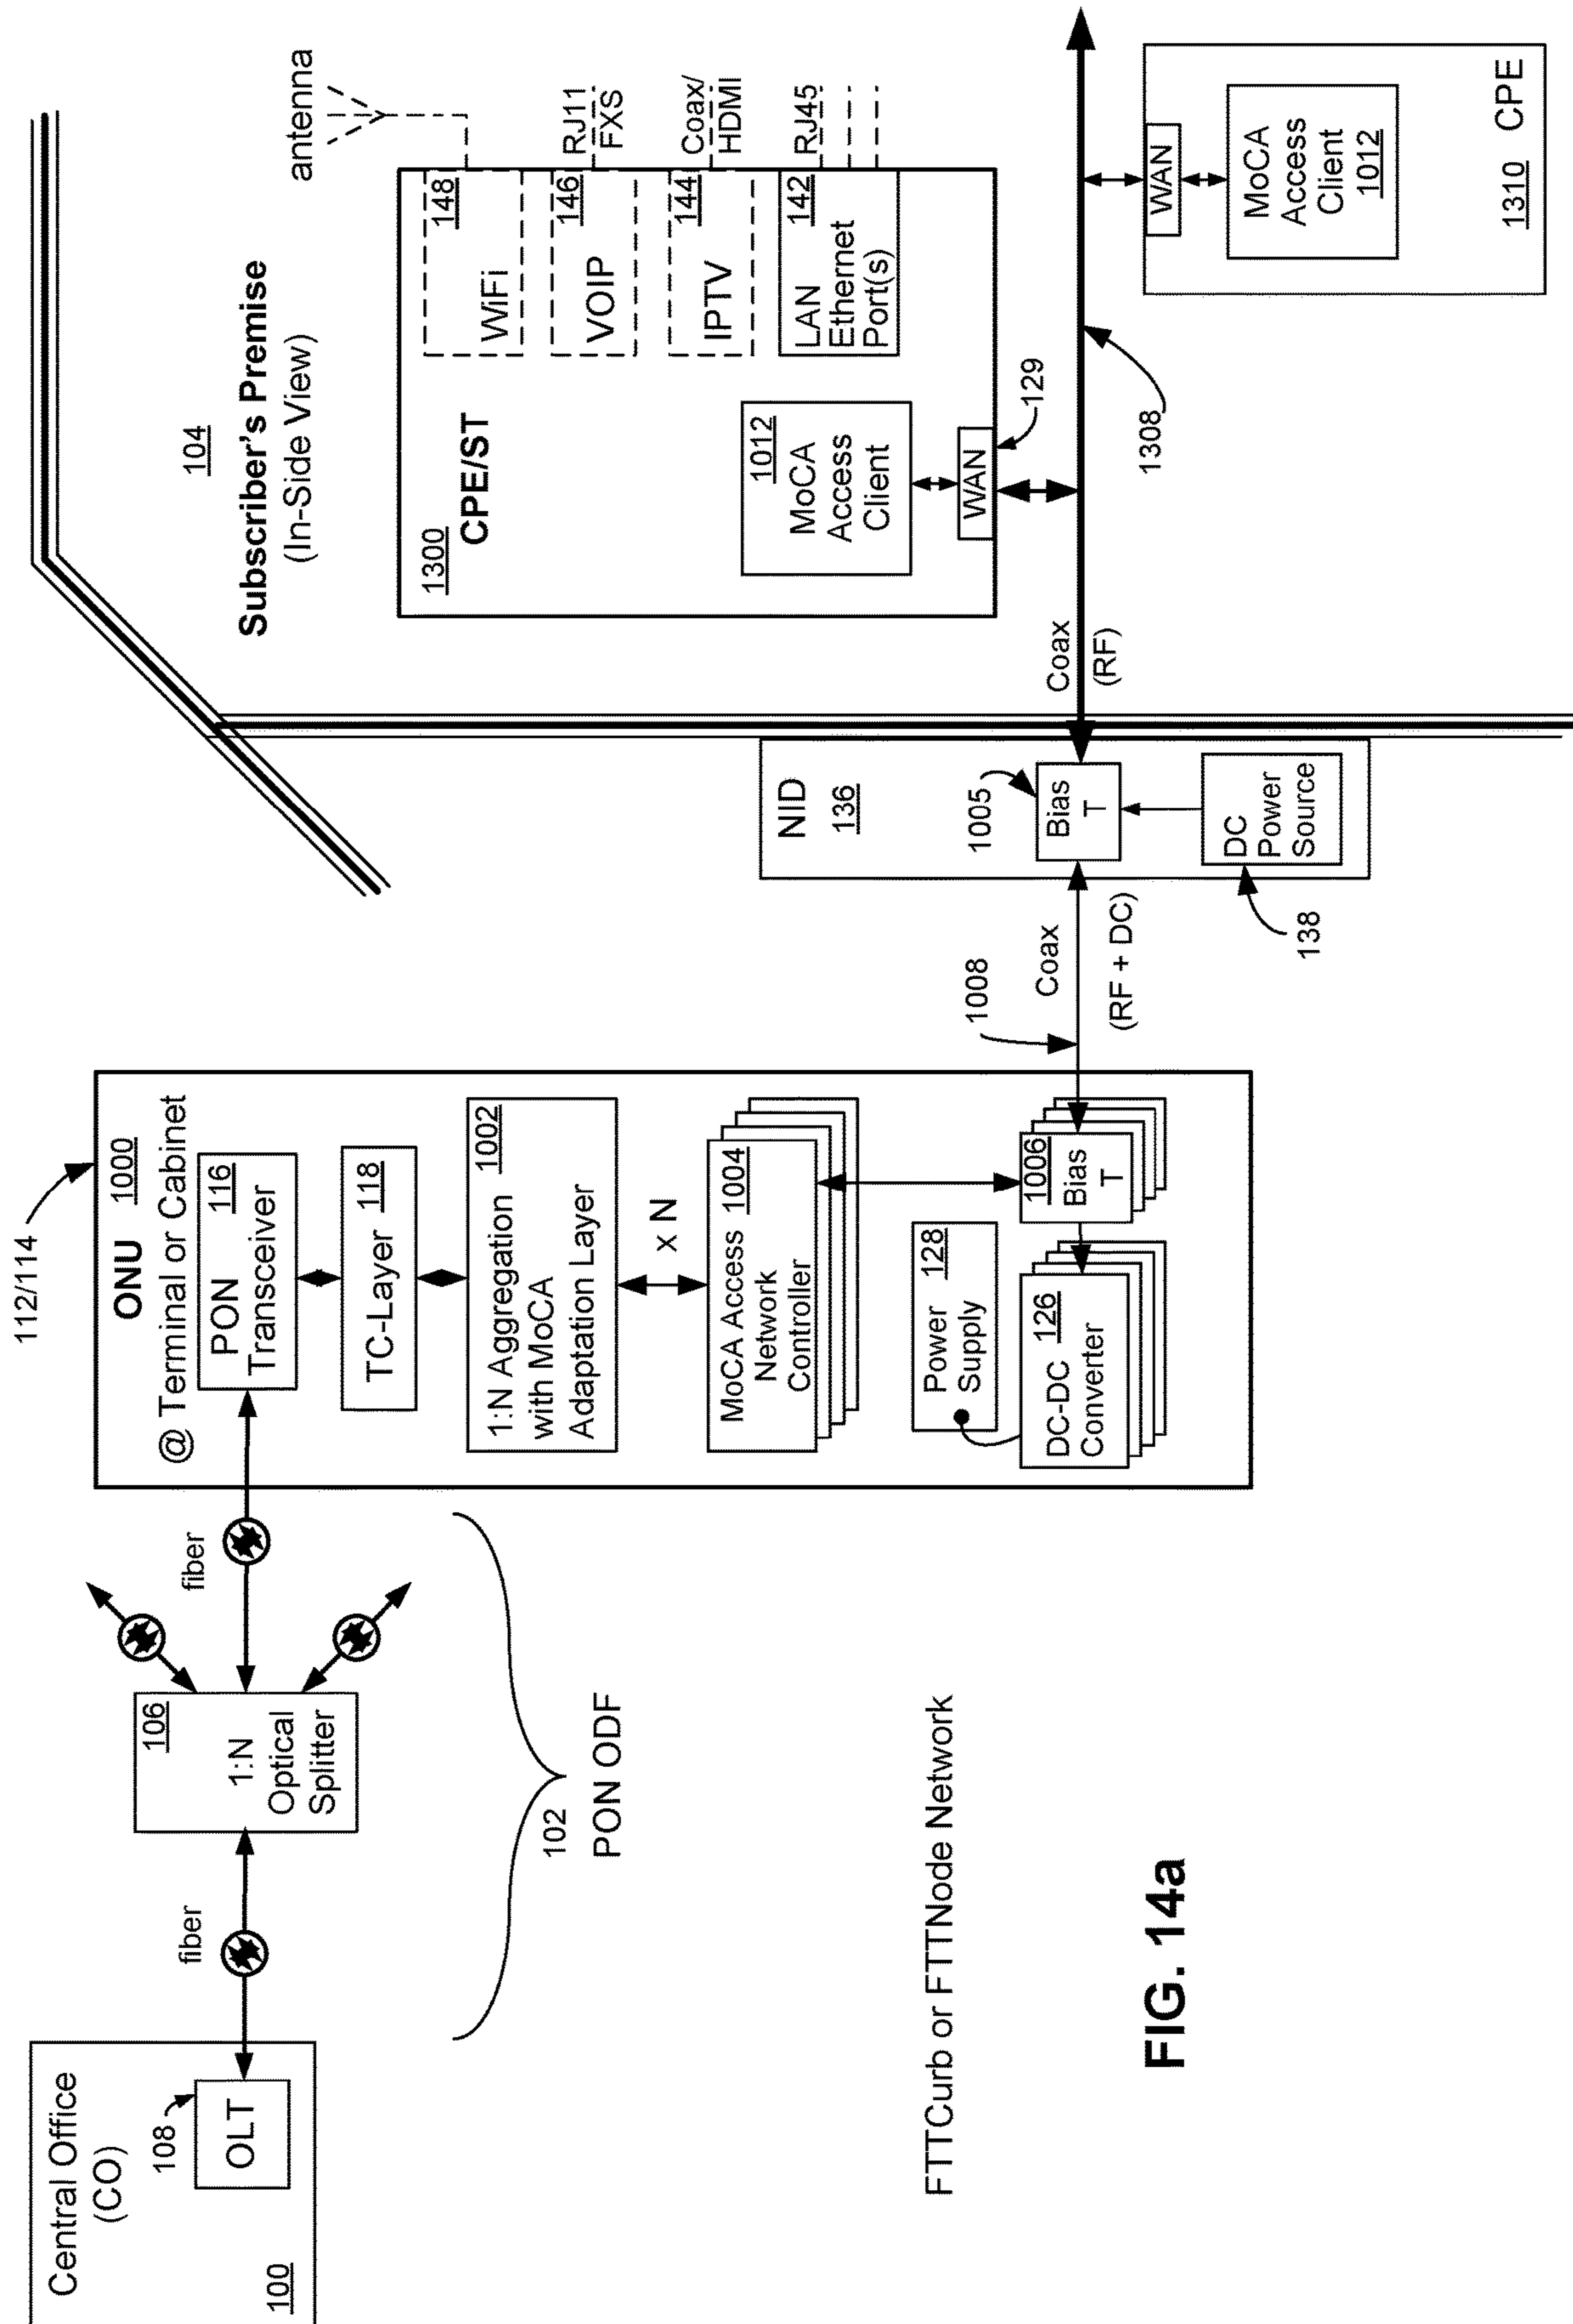 Central Office
(CO)
108
OLT
100
fiber
106
1:N
Optical
Splitter
fiber
102
PON ODF
112/114
ONU
1000
@ Terminal or Cabinet
PON
116
Transceiver
TC-Layer
118
1:N Aggregation
1002
with MoCA
Adaptation Layer
x N
MoCA Access
1004
Network
Controller
Power
128
Supply
1006
Bias
T
DC-DC
126
Converter
1008
Coax
(RF + DC)
NID
136
1005
Bias
T
DC
Power
Source
138
104
Subscriber's Premise
(In-Side View)
antenna
1300
CPE/ST
148
WiFi
146
VOIP
RJ11
FXS
144
IPTV
Coax/
HDMI
142
LAN
Ethernet
Port(s)
RJ45
1012
MoCA
Access
Client
WAN
129
Coax
(RF)
1308
WAN
MoCA
Access
Client
1012
1310
CPE
FTTCurb or FTTNode Network
FIG. 14a